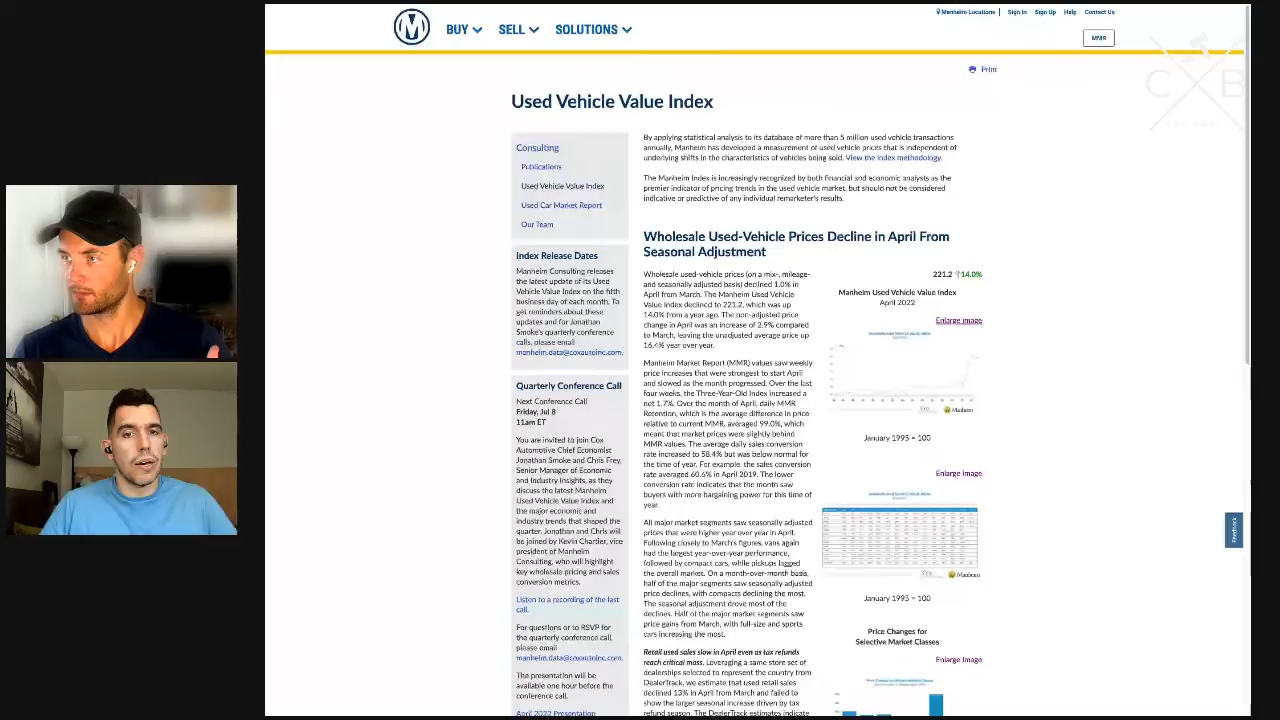 Manheim Locations
Sign In
Sign Up
Help
Contact Us
BUY
SELL
SOLUTIONS
MMR
Print
Used Vehicle Value Index
Consulting
Publications
Used Vehicle Value Index
Used Car Market Report
Our Team
Index Release Dates
Manheim Consulting releases
the latest update of its Used
Vehicle Value Index on the fifth
business day of each month. To
get reminders about these
updates and for Jonathan
Smoke's quarterly conference
calls, please email
manheim.data@coxautoinc.com.
Quarterly Conference Call
Next Conference Call
Friday, Jul 8
11am ET
You are invited to join Cox
Automotive Chief Economist
Jonathan Smoke and Chris Frey,
Senior Manager of Economic
and Industry Insights, as they
discuss the latest Manheim
Used Vehicle Value Index and
the major economic and
industry trends that shaped the
quarter. Jonathan and Chris will
be joined by Kevin Chartier, vice
president of Manheim
Consulting, who will highlight
key wholesale pricing and sales
conversion metrics.
Listen to a recording of the last
call.
For questions or to RSVP for
the quarterly conference call,
please email
manheim.data@coxautoinc.com.
The presentation will be
available one hour before the
conference call.
April 2022 Presentation
By applying statistical analysis to its database of more than 5 million used vehicle transactions
annually, Manheim has developed a measurement of used vehicle prices that is independent of
underlying shifts in the characteristics of vehicles being sold. View the index methodology.
The Manheim Index is increasingly recognized by both financial and economic analysts as the
premier indicator of pricing trends in the used vehicle market, but should not be considered
indicative or predictive of any individual remarketer's results.
Wholesale Used-Vehicle Prices Decline in April From
Seasonal Adjustment
Wholesale used-vehicle prices (on a mix-, mileage-
and seasonally adjusted basis) declined 1.0% in
April from March. The Manheim Used Vehicle
Value Index declined to 221.2, which was up
14.0% from a year ago. The non-adjusted price
change in April was an increase of 2.9% compared
to March, leaving the unadjusted average price up
16.4% year over year.
Manheim Market Report (MMR) values saw weekly
price increases that were strongest to start April
and slowed as the month progressed. Over the last
four weeks, the Three-Year-Old Index increased a
net 1.7%. Over the month of April, daily MMR
Retention, which is the average difference in price
relative to current MMR, averaged 99.0%, which
meant that market prices were slightly behind
MMR values. The average daily sales conversion
rate increased to 58.4% but was below normal for
the time of year. For example, the sales conversion
rate averaged 60.6% in April 2019. The lower
conversion rate indicates that the month saw
buyers with more bargaining power for this time of
year.
All major market segments saw seasonally adjusted
prices that were higher year over year in April.
Following closely to March's figures, vans again
had the largest year-over-year performance,
followed by compact cars, while pickups lagged
the overall market. On a month-over-month basis,
half of the major segments saw seasonally adjusted
price declines, with compacts declining the most.
The seasonal adjustment drove most of the
declines. Half of the major market segments saw
price gains from March, with full-size and sports
cars increasing the most.
Retail used sales slow in April even as tax refunds
reach critical mass. Leveraging a same store set of
dealerships selected to represent the country from
DealerTrack, we estimate that used retail sales
declined 13% in April from March and failed to
show the larger seasonal increase driven by tax
refund season. The DealerTrack estimates indicate
221.2 ↑14.0%
Manheim Used Vehicle Value Index
April 2022
Enlarge image
Manheim
January 1995 = 100
Enlarge image
Manheim
January 1995 = 100
Price Changes for
Selective Market Classes
Enlarge image
Feedback
C B